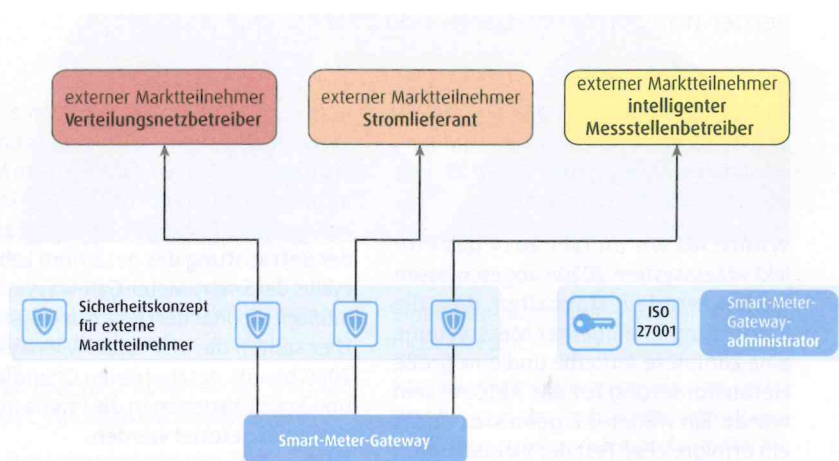 externer Marktteilnehmer
Verteilungsnetzbetreiber
externer Marktteilnehmer
Stromlieferant
externer Marktteilnehmer
intelligenter
Messstellenbetreiber
Sicherheitskonzept
für externe
Marktteilnehmer
ISO
27001
Smart-Meter-
Gateway-
administrator
Smart-Meter-Gateway